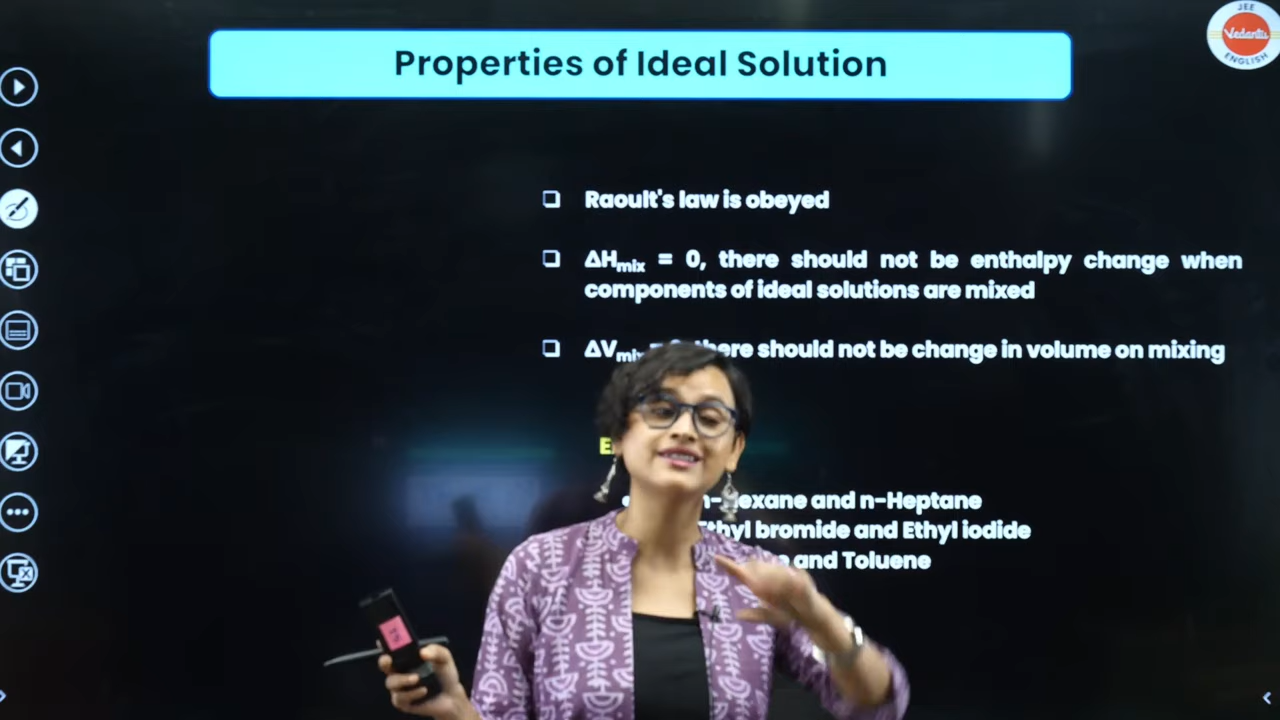 Properties of Ideal Solution
JEE
Vedantu
ENGLISH
❑ Raoult's law is obeyed
❑ ΔHmix = 0, there should not be enthalpy change when
components of ideal solutions are mixed
❑ ΔVmix there should not be change in volume on mixing
n-Hexane and n-Heptane
Ethyl bromide and Ethyl iodide
and Toluene